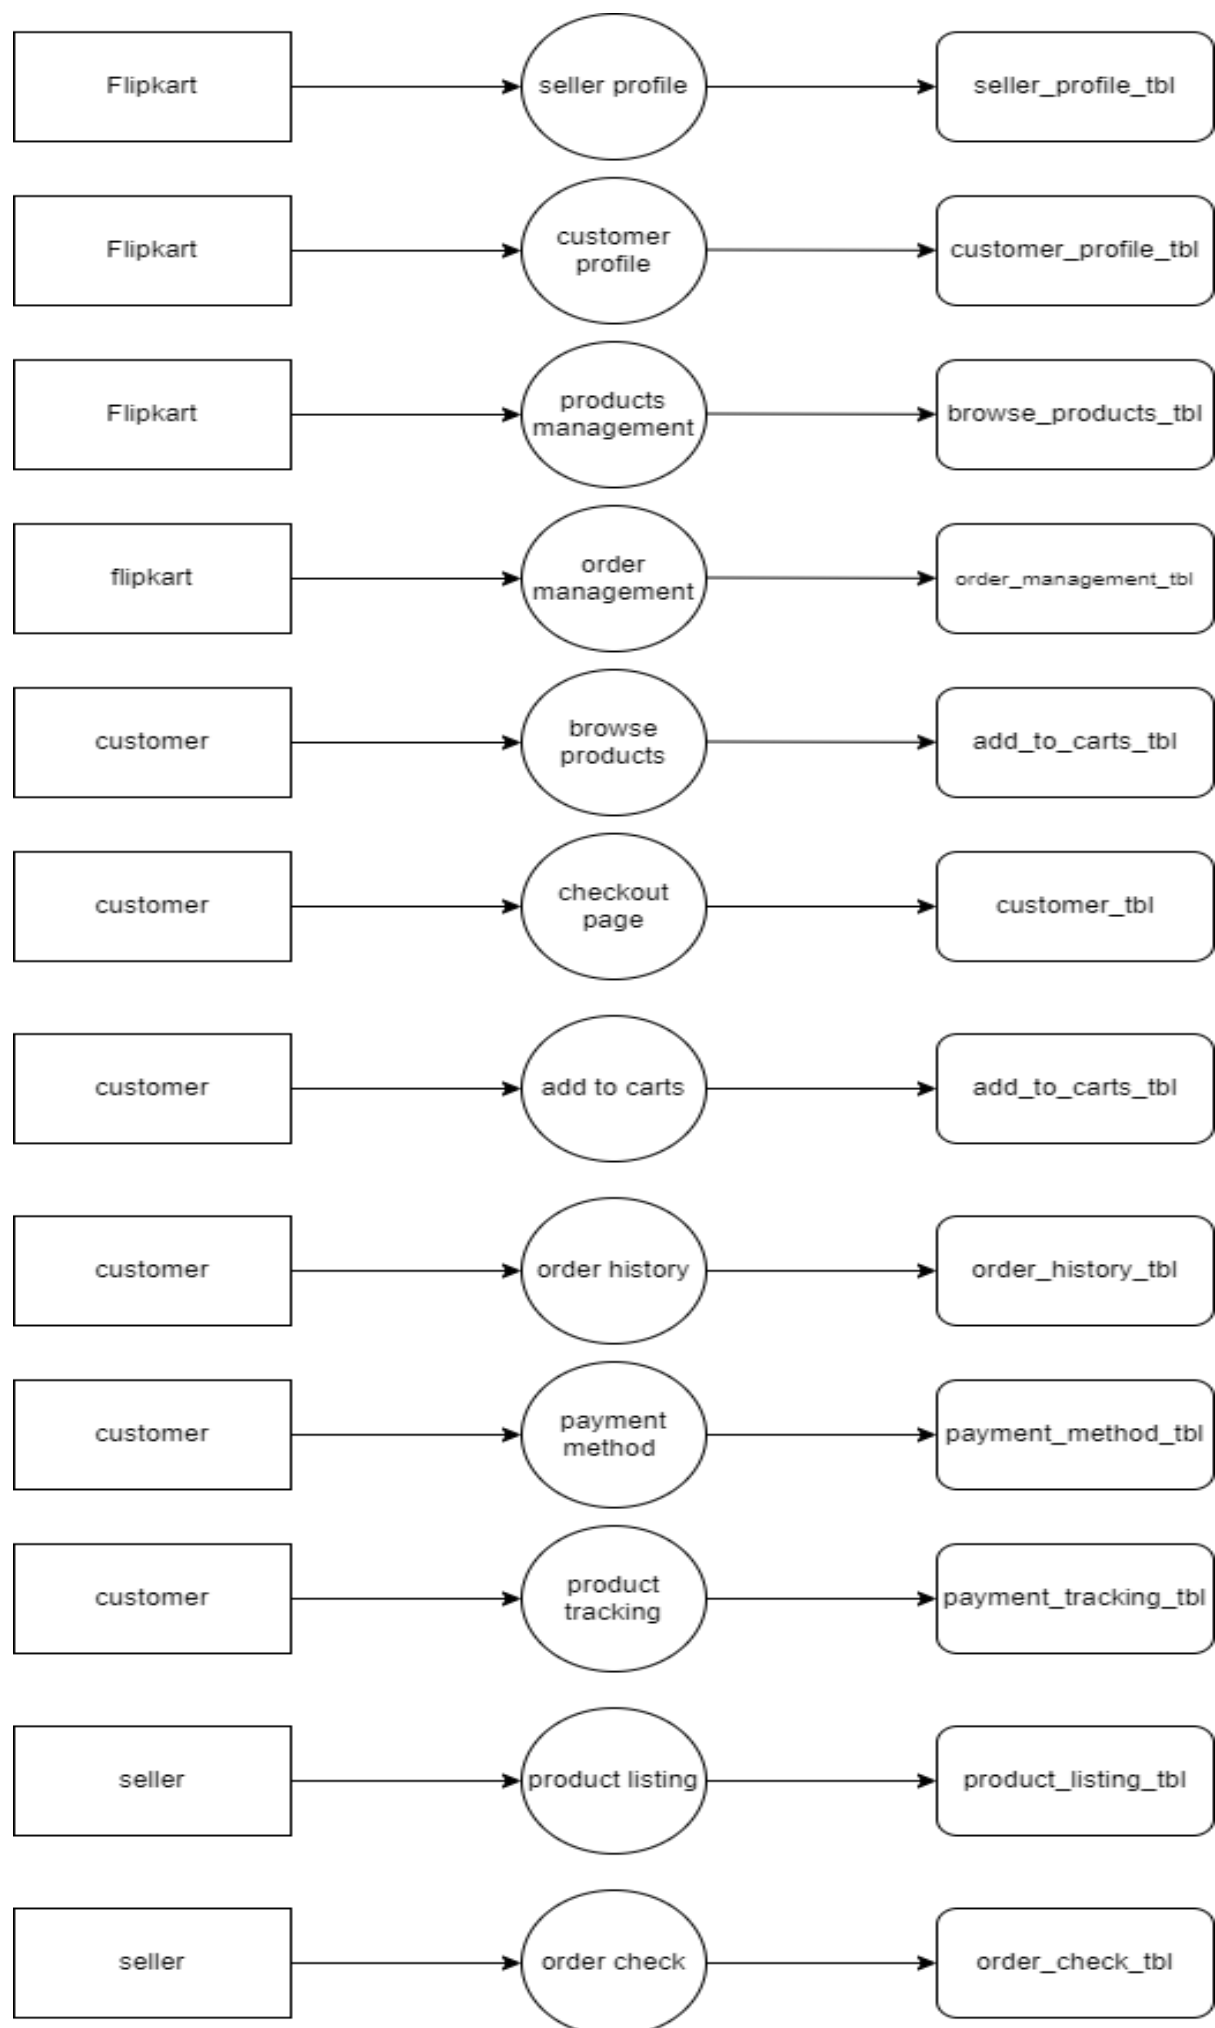 Flipkart
seller profile
seller_profile_tbl
Flipkart
customer
profile
customer_profile_tbl
Flipkart
products
management
browse_products_tbl
flipkart
order
management
order_management_tbl
customer
browse
products
add_to_carts_tbl
customer
checkout
page
customer_tbl
customer
add to carts
add_to_carts_tbl
customer
order history
order_history_tbl
customer
payment
method
payment_method_tbl
customer
product
tracking
payment_tracking_tbl
seller
product listing
product_listing_tbl
seller
order check
order_check_tbl